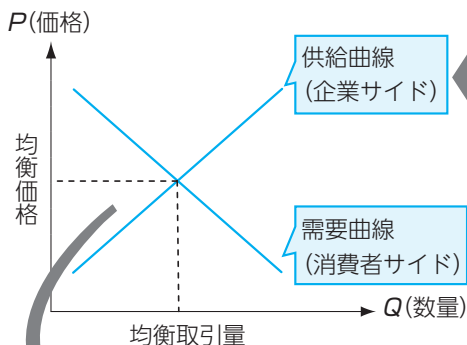 P(価格)
供給曲線
(企業サイド)
均衡価格
需要曲線
(消費者サイド)
Q(数量)
均衡取引量